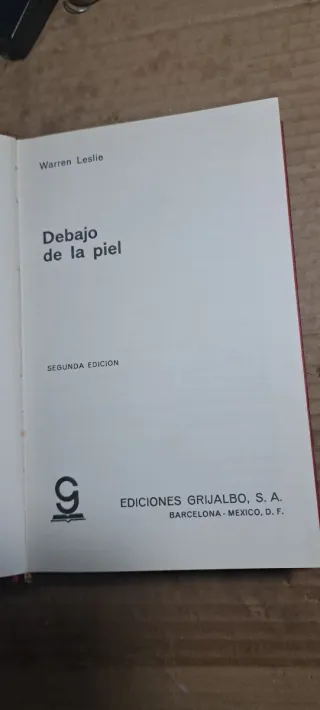 Warren Leslie
Debajo
de la piel
SEGUNDA EDICION
EDICIONES GRIJALBO, S. A.
BARCELONA - MEXICO, D. F.